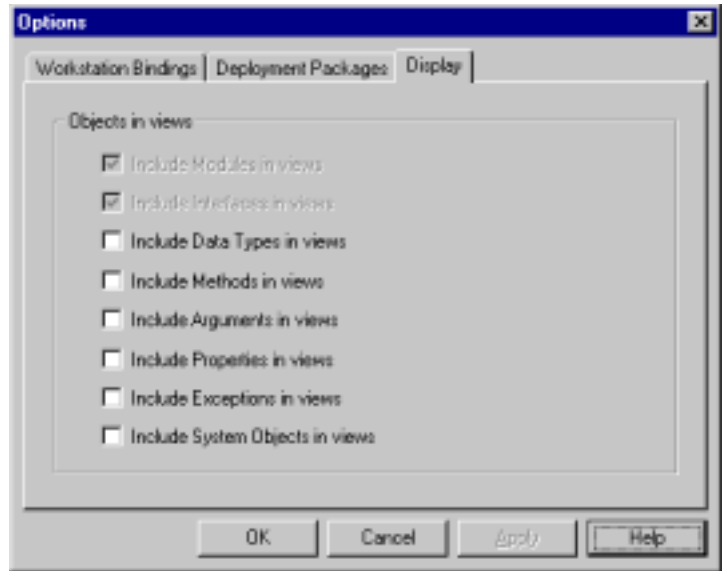 Options
Workstation Bindings
Deployment Packages
Display
Objects in views
Include Modules in views
Include Interfaces in views
Include Data Types in views
Include Methods in views
Include Arguments in views
Include Properties in views
Include Exceptions in views
Include System Objects in views
OK
Cancel
Apply
Help